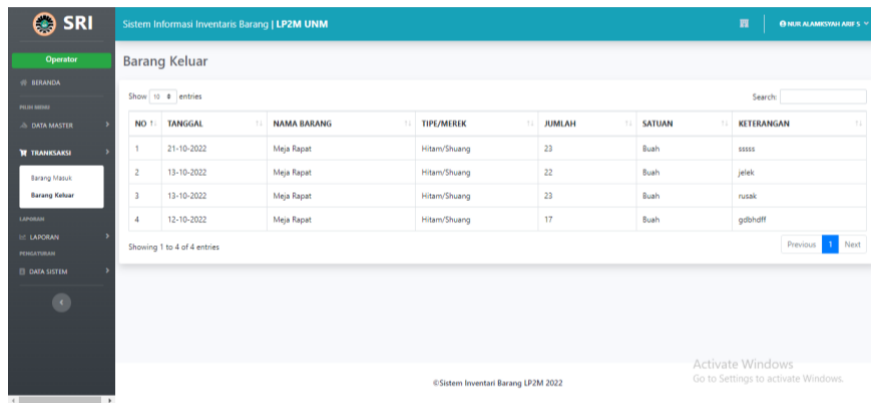 SRI
Sistem Informasi Inventaris Barang | LP2M UNM
NUR ALAMKSYAH ARIF S
Operator
Barang Keluar
BERANDA
Show 10 entries
Search:
PILIH MENU
DATA MASTER
NO TANGGAL NAMA BARANG TIPE/MEREK JUMLAH SATUAN KETERANGAN
TRANKSAKSI
1 21-10-2022 Meja Rapat Hitam/Shuang 23 Buah sssss
Barang Masuk
2 13-10-2022 Meja Rapat Hitam/Shuang 22 Buah jelek
Barang Keluar
3 13-10-2022 Meja Rapat Hitam/Shuang 23 Buah rusak
LAPORAN
4 12-10-2022 Meja Rapat Hitam/Shuang 17 Buah gdbhdff
LAPORAN
Showing 1 to 4 of 4 entries
Previous 1 Next
PENGATURAN
DATA SISTEM
Activate Windows
Go to Settings to activate Windows.
©Sistem Inventari Barang LP2M 2022